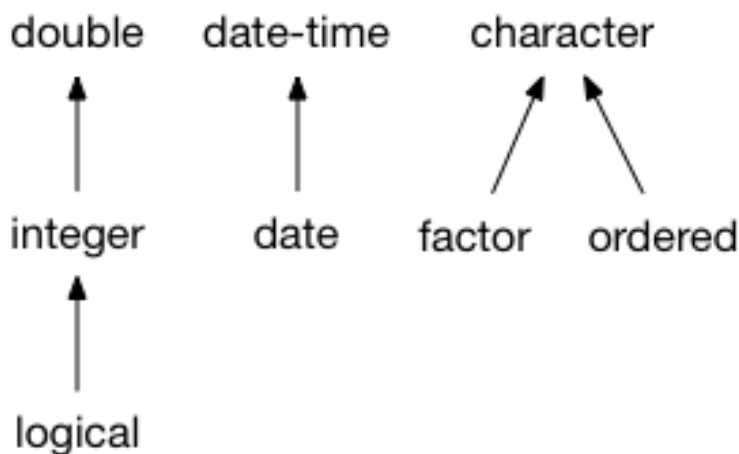 double date-time character
integer date factor ordered
logical